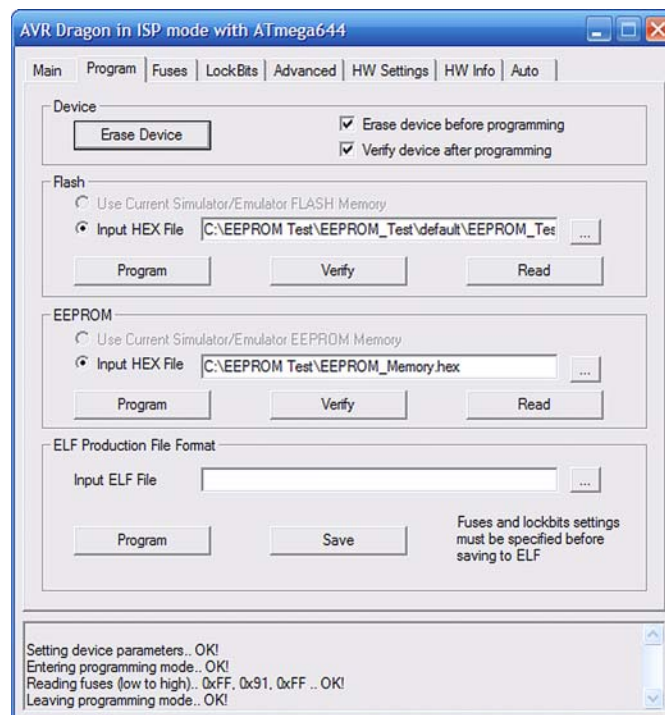 AVR Dragon in ISP mode with ATmega644
Main Program Fuses LockBits Advanced HW Settings HW Info Auto
Device
Erase Device
Erase device before programming
Verify device after programming
Flash
Use Current Simulator/Emulator FLASH Memory
Input HEX File C:\EEPROM Test\EEPROM_Test\default\EEPROM_Tes ...
Program Verify Read
EEPROM
Use Current Simulator/Emulator EEPROM Memory
Input HEX File C:\EEPROM Test\EEPROM_Memory.hex ...
Program Verify Read
ELF Production File Format
Input ELF File ...
Program Save
Fuses and lockbits settings
must be specified before
saving to ELF
Setting device parameters.. OK!
Entering programming mode.. OK!
Reading fuses (low to high).. 0xFF, 0x91, 0xFF .. OK!
Leaving programming mode.. OK!